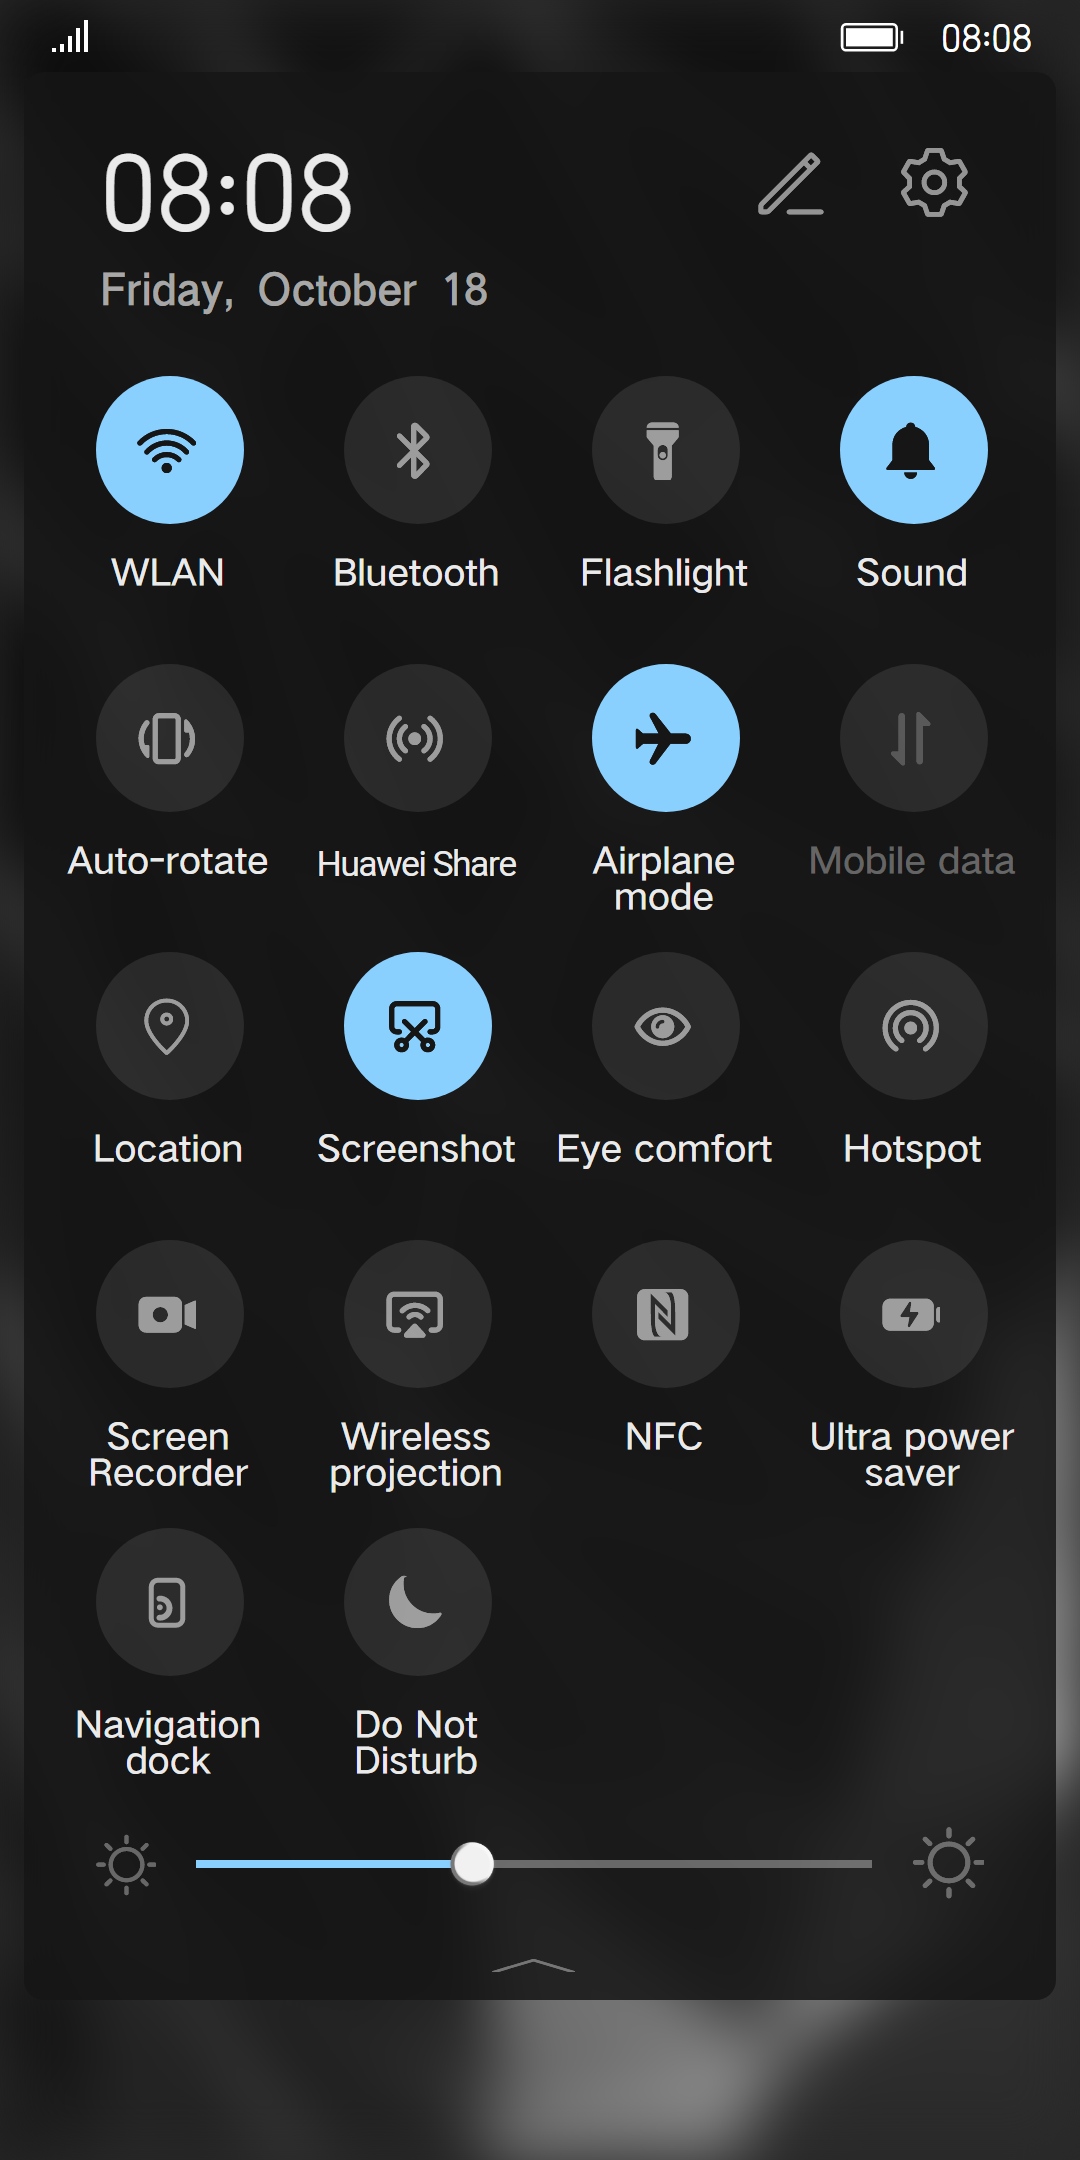 08:08
08:08
Friday, October 18
WLAN
Bluetooth
Flashlight
Sound
Auto-rotate
Huawei Share
Airplane
mode
Mobile data
Location
Screenshot
Eye comfort
Hotspot
Screen
Recorder
Wireless
projection
NFC
Ultra power
saver
Navigation
dock
Do Not
Disturb